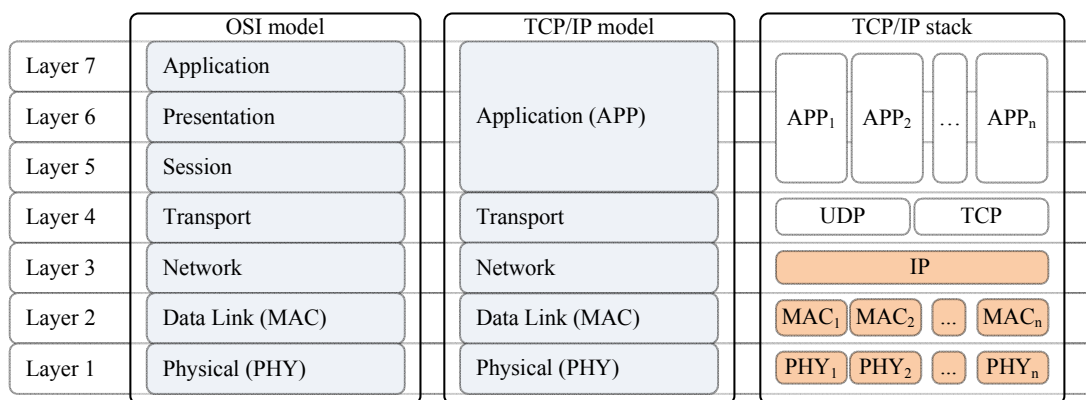 OSI model TCP/IP model TCP/IP stack
Layer 7 Application
Layer 6 Presentation Application (APP) APP₁ APP₂ … APPₙ
Layer 5 Session
Layer 4 Transport Transport UDP TCP
Layer 3 Network Network IP
Layer 2 Data Link (MAC) Data Link (MAC) MAC₁ MAC₂ ... MACₙ
Layer 1 Physical (PHY) Physical (PHY) PHY₁ PHY₂ ... PHYₙ